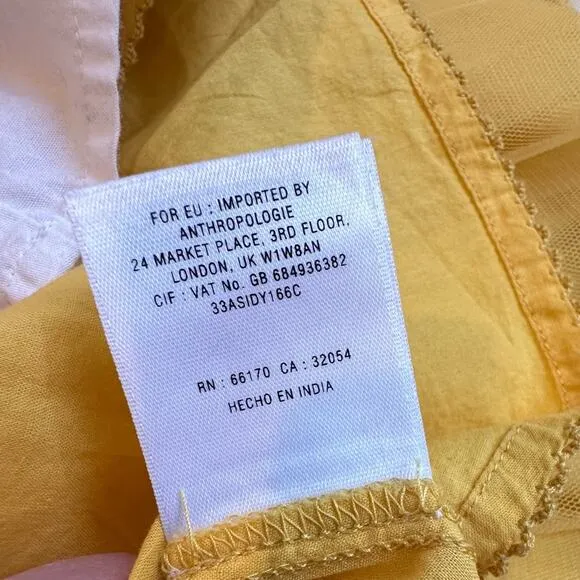 FOR EU : IMPORTED BY
ANTHROPOLOGIE
24 MARKET PLACE, 3RD FLOOR,
LONDON, UK W1W8AN
CIF : VAT No. GB 684936382
33ASIDY166C
RN : 66170 CA : 32054
HECHO EN INDIA